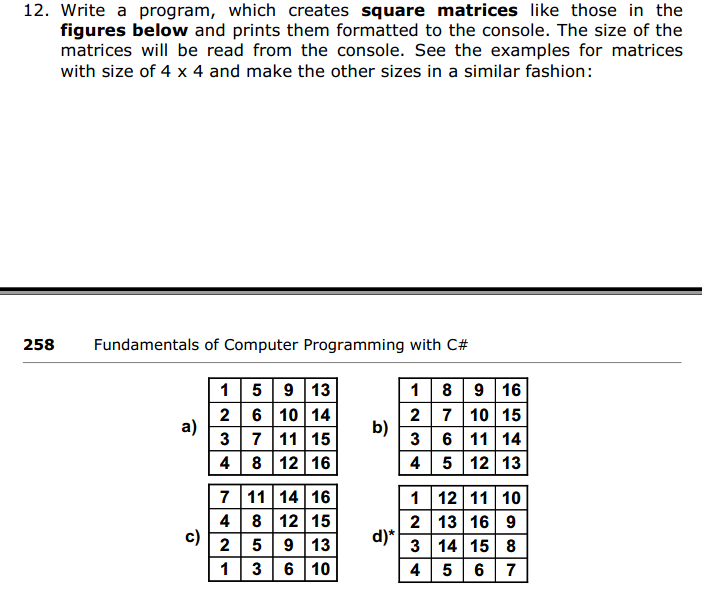 12. Write a program, which creates square matrices like those in the
figures below and prints them formatted to the console. The size of the
matrices will be read from the console. See the examples for matrices
with size of 4 x 4 and make the other sizes in a similar fashion:
258 Fundamentals of Computer Programming with C#
a)
1 5 9 13
2 6 10 14
3 7 11 15
4 8 12 16
b)
1 8 9 16
2 7 10 15
3 6 11 14
4 5 12 13
c)
7 11 14 16
4 8 12 15
2 5 9 13
1 3 6 10
d)*
1 12 11 10
2 13 16 9
3 14 15 8
4 5 6 7